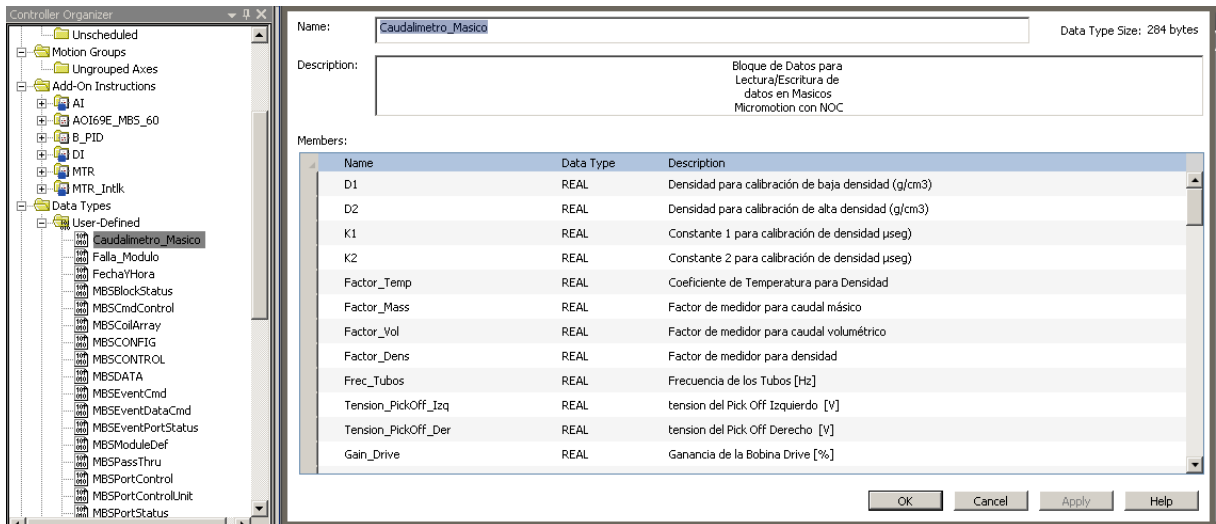 Controller Organizer
Unscheduled
Motion Groups
Ungrouped Axes
Add-On Instructions
AI
AOI69E_MBS_60
B_PID
DI
MTR
MTR_Intlk
Data Types
User-Defined
Caudalimetro_Masico
Falla_Modulo
FechaYHora
MBSBlockStatus
MBSCmdControl
MBSCoilArray
MBSCONFIG
MBSCONTROL
MBSDATA
MBSEventCmd
MBSEventDataCmd
MBSEventPortStatus
MBSModuleDef
MBSPassThru
MBSPortControl
MBSPortControlUnit
MBSPortStatus
Name: Caudalimetro_Masico Data Type Size: 284 bytes
Description: Bloque de Datos para
Lectura/Escritura de
datos en Masicos
Micromotion con NOC
Members:
Name Data Type Description
D1 REAL Densidad para calibración de baja densidad (g/cm3)
D2 REAL Densidad para calibración de alta densidad (g/cm3)
K1 REAL Constante 1 para calibración de densidad µseg)
K2 REAL Constante 2 para calibración de densidad µseg)
Factor_Temp REAL Coeficiente de Temperatura para Densidad
Factor_Mass REAL Factor de medidor para caudal másico
Factor_Vol REAL Factor de medidor para caudal volumétrico
Factor_Dens REAL Factor de medidor para densidad
Frec_Tubos REAL Frecuencia de los Tubos [Hz]
Tension_PickOff_Izq REAL tension del Pick Off Izquierdo [V]
Tension_PickOff_Der REAL tension del Pick Off Derecho [V]
Gain_Drive REAL Ganancia de la Bobina Drive [%]
OK Cancel Apply Help